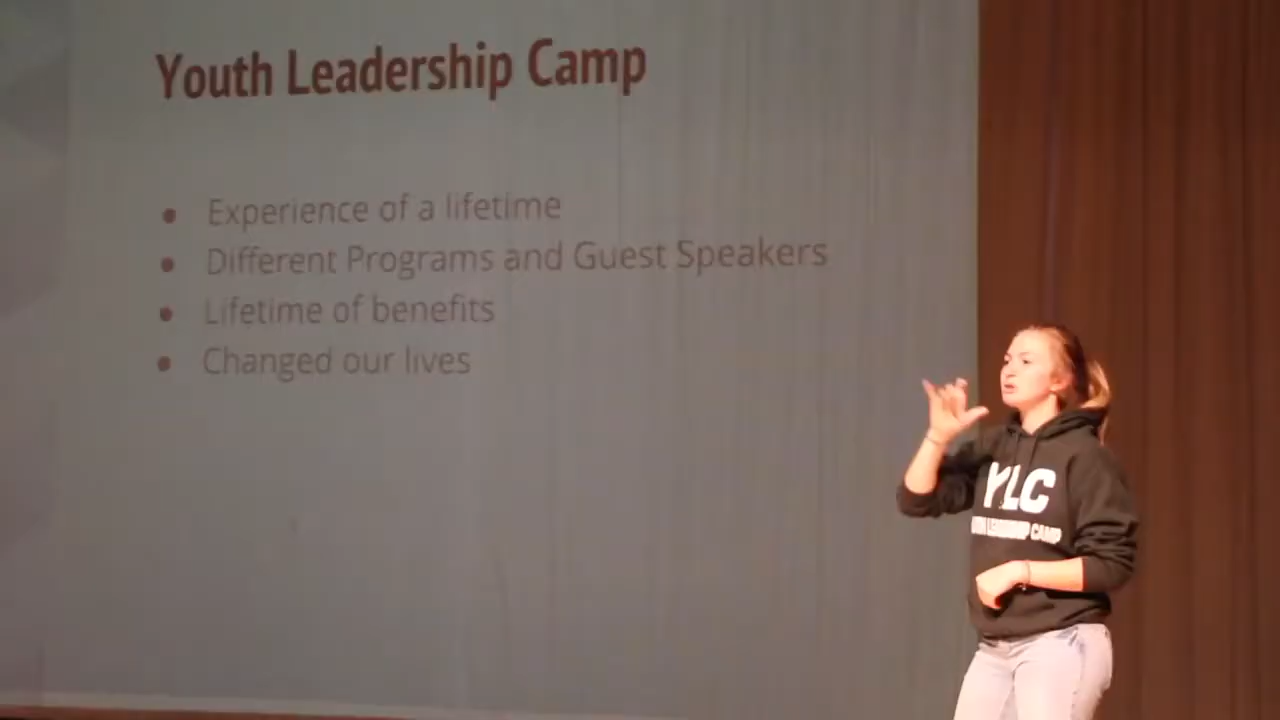 Youth Leadership Camp
● Experience of a lifetime
● Different Programs and Guest Speakers
● Lifetime of benefits
● Changed our lives
YLC
LEADERSHIP CAMP